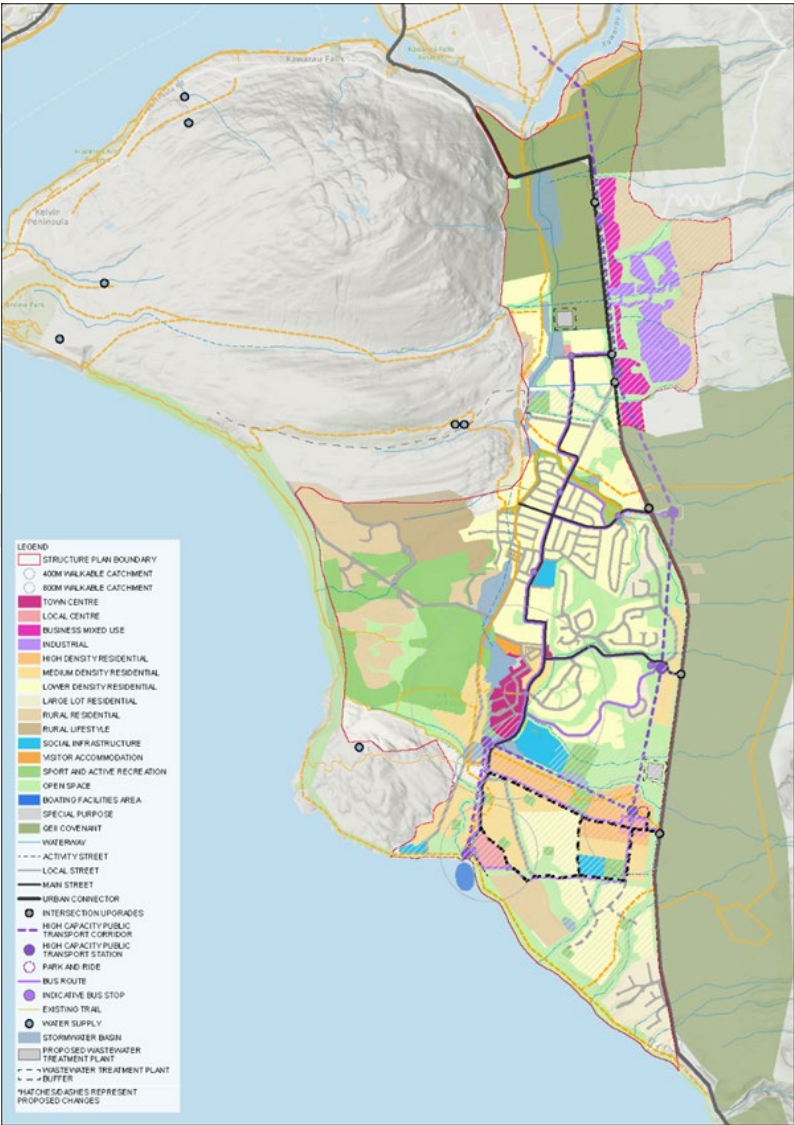 Kawarau Falls
Kelvin
Peninsula
LEGEND
STRUCTURE PLAN BOUNDARY
400M WALKABLE CATCHMENT
800M WALKABLE CATCHMENT
TOWN CENTRE
LOCAL CENTRE
BUSINESS MIXED USE
INDUSTRIAL
HIGH DENSITY RESIDENTIAL
MEDIUM DENSITY RESIDENTIAL
LOWER DENSITY RESIDENTIAL
LARGE LOT RESIDENTIAL
RURAL RESIDENTIAL
RURAL LIFESTYLE
SOCIAL INFRASTRUCTURE
VISITOR ACCOMMODATION
SPORT AND ACTIVE RECREATION
OPEN SPACE
BOATING FACILITIES AREA
SPECIAL PURPOSE
QEII COVENANT
WATERWAY
ACTIVITY STREET
LOCAL STREET
MAIN STREET
URBAN CONNECTOR
INTERSECTION UPGRADES
HIGH CAPACITY PUBLIC
TRANSPORT CORRIDOR
HIGH CAPACITY PUBLIC
TRANSPORT STATION
PARK AND RIDE
BUS ROUTE
INDICATIVE BUS STOP
EXISTING TRAIL
WATER SUPPLY
STORMWATER BASIN
PROPOSED WASTEWATER
TREATMENT PLANT
WASTEWATER TREATMENT PLANT
BUFFER
*HATCHES/DASHES REPRESENT
PROPOSED CHANGES